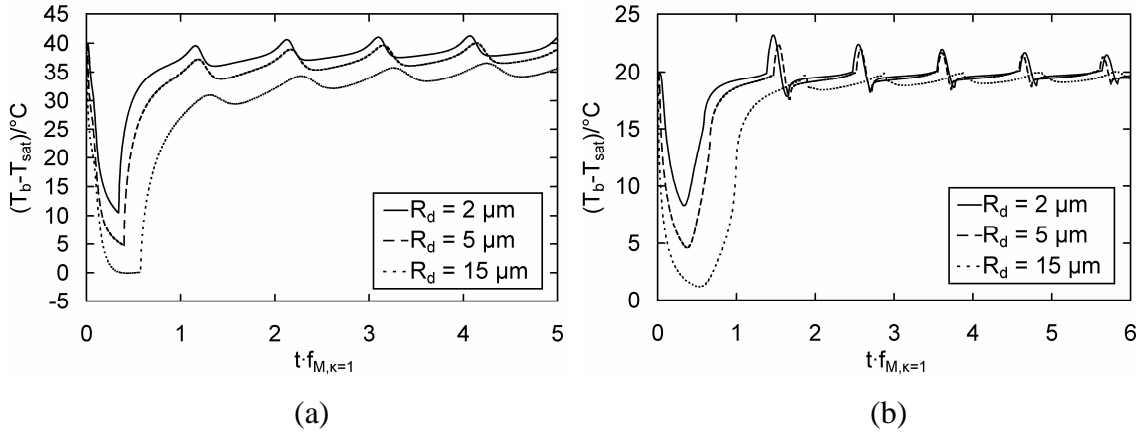 45
40
35
30
25
20
15
10
5
0
-5
(T_b-T_sat)/°C
0 1 2 3 4 5
t·f_M,κ=1
R_d = 2 µm
R_d = 5 µm
R_d = 15 µm
(a)
25
20
15
10
5
0
(T_b-T_sat)/°C
0 1 2 3 4 5 6
t·f_M,κ=1
R_d = 2 µm
R_d = 5 µm
R_d = 15 µm
(b)